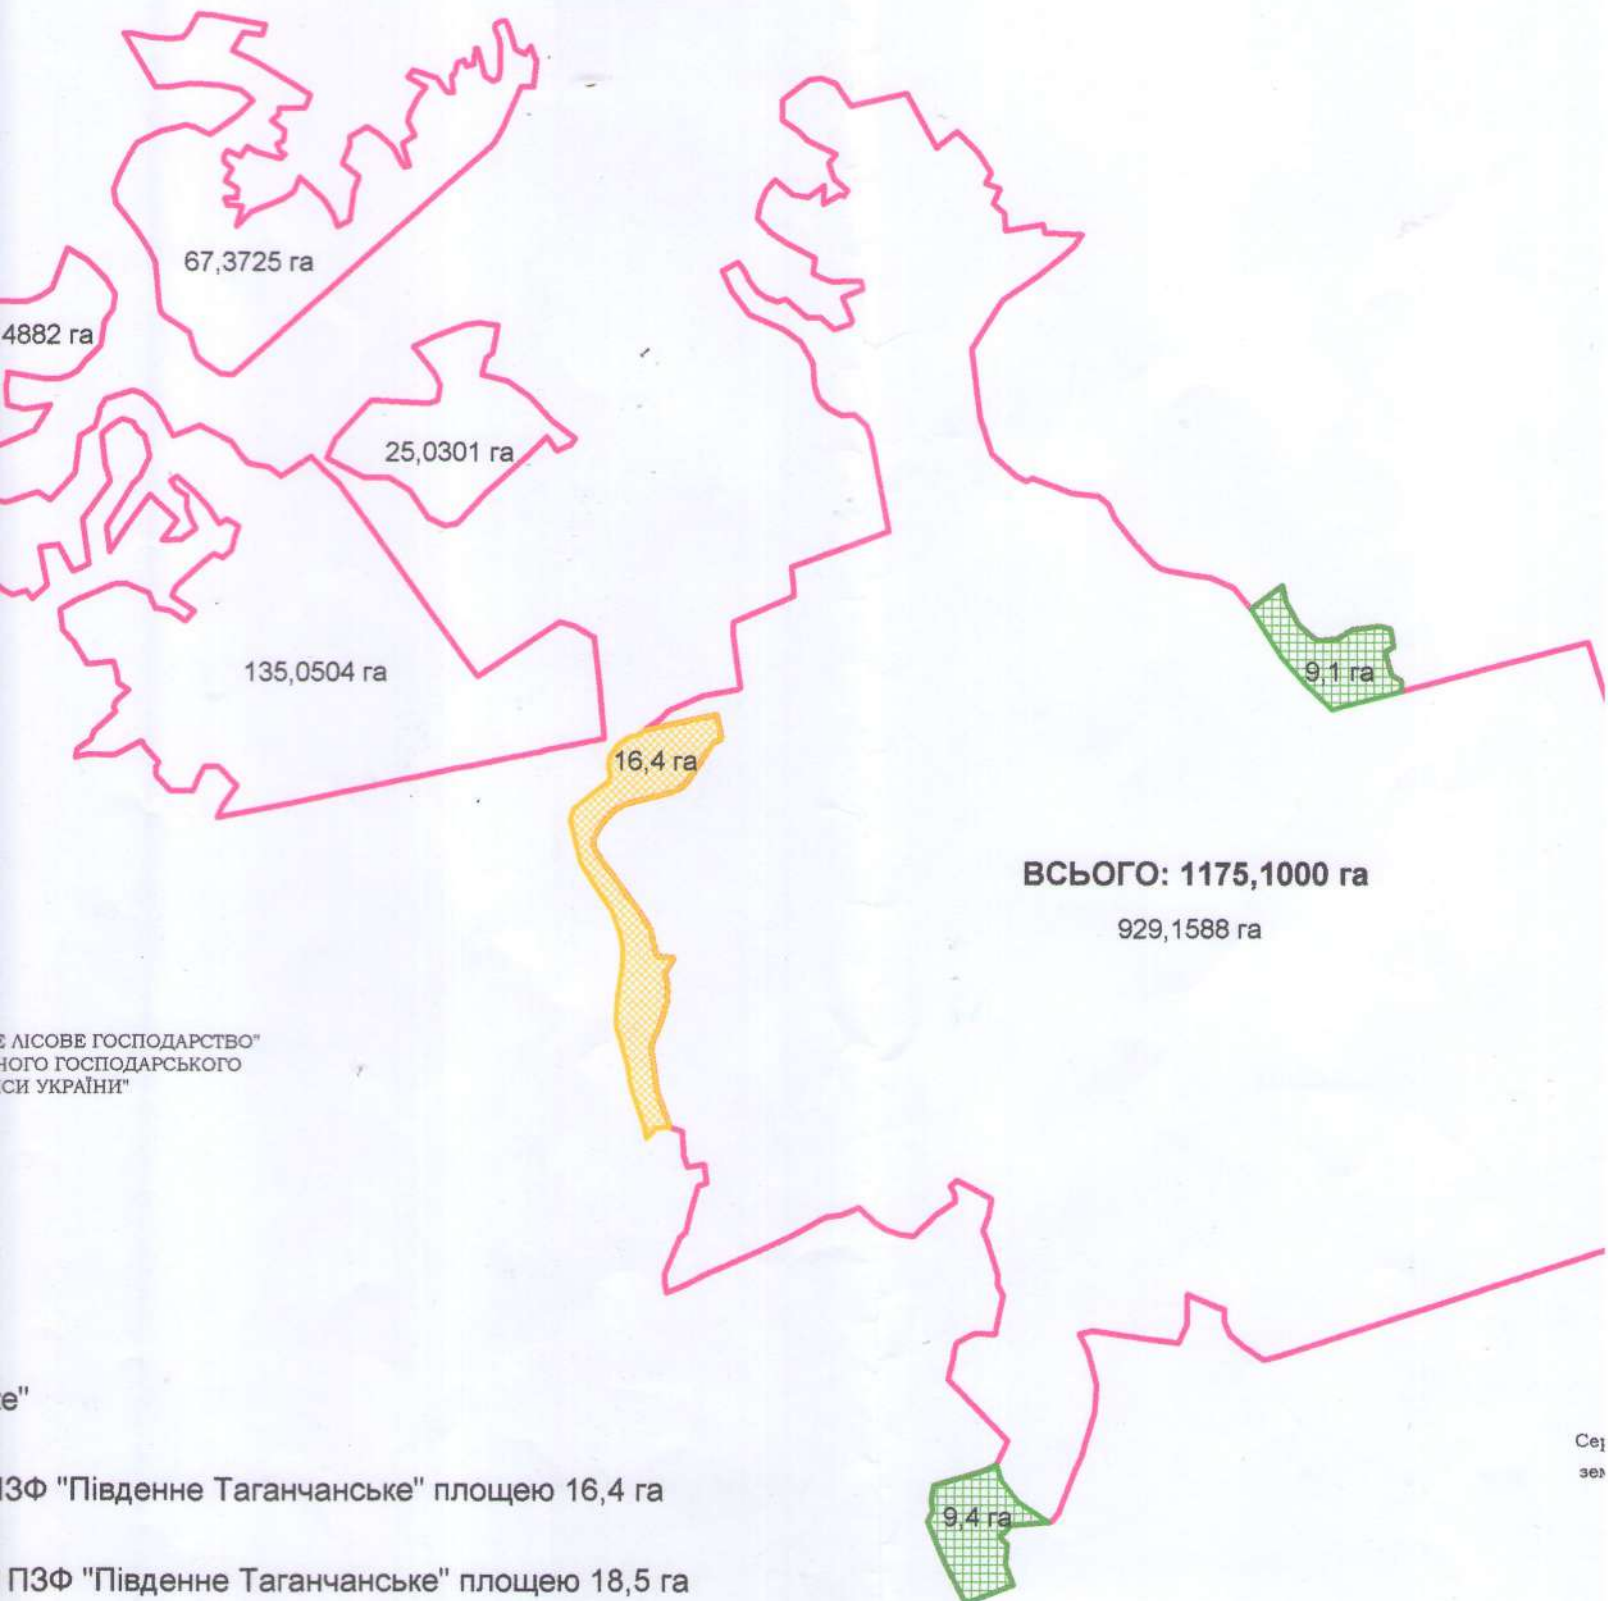 67,3725 га
4882 га
25,0301 га
135,0504 га
9,1 га
16,4 га
ВСЬОГО: 1175,1000 га
929,1588 га
Е ЛІСОВЕ ГОСПОДАРСТВО"
НОГО ГОСПОДАРСЬКОГО
СИ УКРАЇНИ"
е"
ПЗФ "Південне Таганчанське" площею 16,4 га
9,4 га
ПЗФ "Південне Таганчанське" площею 18,5 га